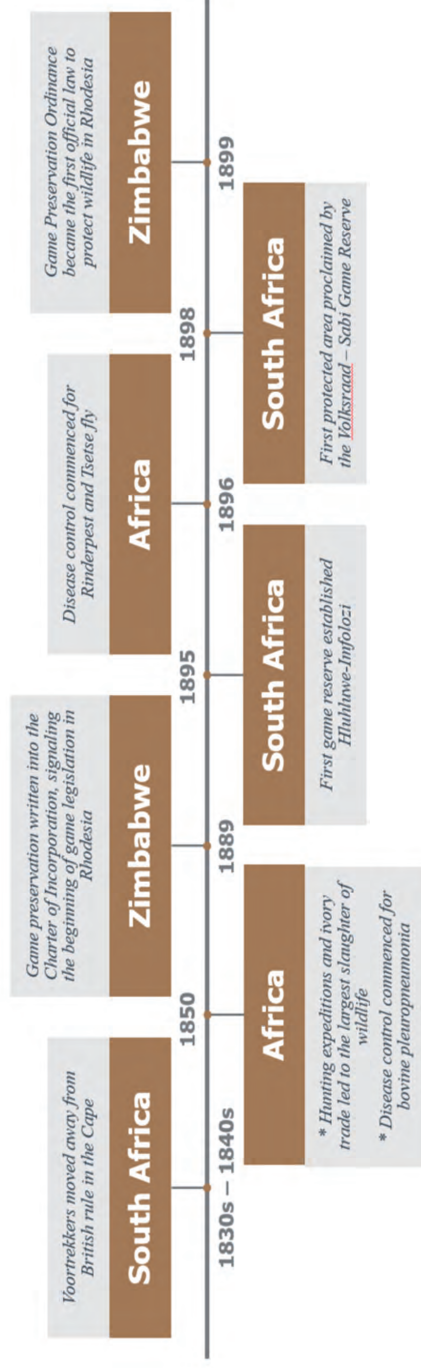 Voortrekkers moved away from
British rule in the Cape
South Africa
1830s – 1840s
1850
Africa
* Hunting expeditions and ivory
trade led to the largest slaughter of
wildlife
* Disease control commenced for
bovine pleuropneumonia
Game preservation written into the
Charter of Incorporation, signaling
the beginning of game legislation in
Rhodesia
Zimbabwe
1889
1895
South Africa
First game reserve established
Hluhluwe-Imfolozi
Disease control commenced for
Rinderpest and Tsetse fly
Africa
1896
1898
South Africa
First protected area proclaimed by
the Volksraad – Sabi Game Reserve
Game Preservation Ordinance
became the first official law to
protect wildlife in Rhodesia
Zimbabwe
1899